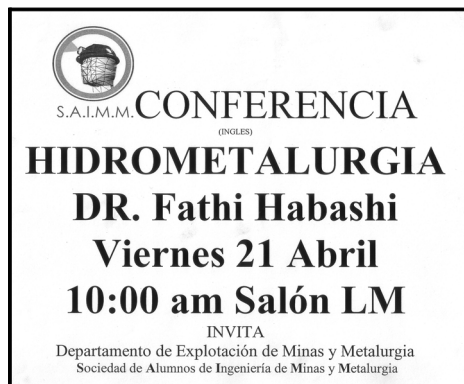 S.A.I.M.M. CONFERENCIA
(INGLES)
HIDROMETALURGIA
DR. Fathi Habashi
Viernes 21 Abril
10:00 am Salón LM
INVITA
Departamento de Explotación de Minas y Metalurgia
Sociedad de Alumnos de Ingeniería de Minas y Metalurgia